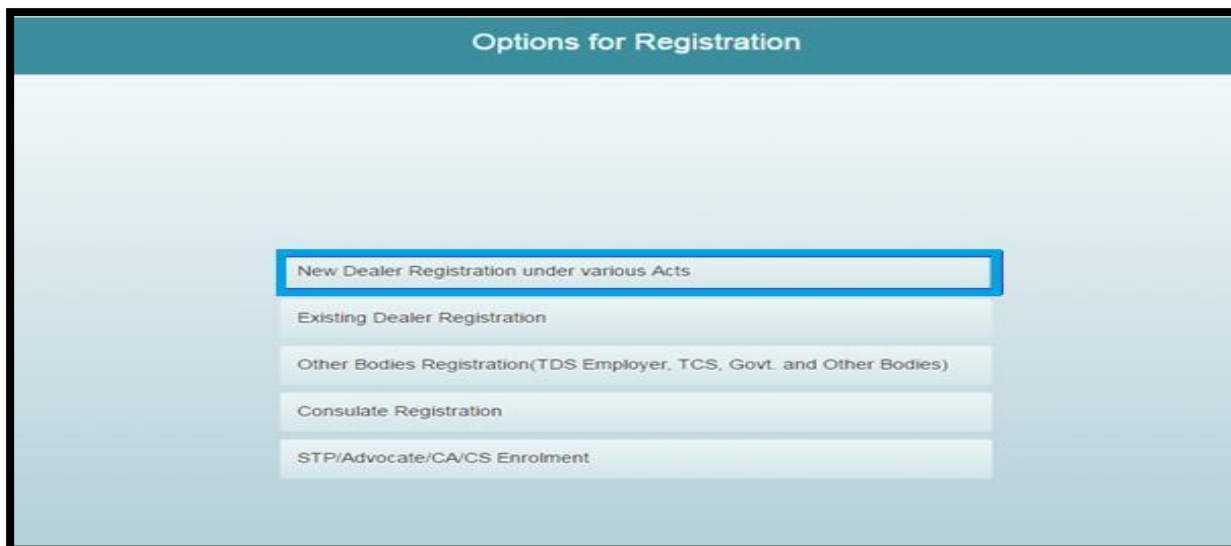 Options for Registration
New Dealer Registration under various Acts
Existing Dealer Registration
Other Bodies Registration(TDS Employer, TCS, Govt. and Other Bodies)
Consulate Registration
STP/Advocate/CA/CS Enrolment